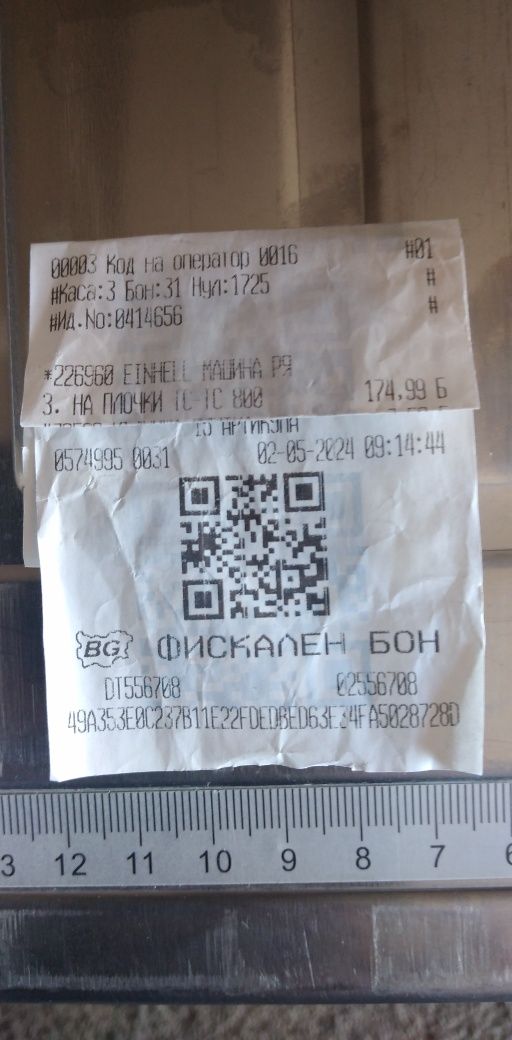 00003 Код на оператор 0016 #01
#Каса:3 Бон:31 Нул:1725 #
#Ид.No:0414656 #
*226960 EINHELL МАШИНА РЯ
3. НА ПЛОЧКИ TC-TC 800 174,99 Б
15 АРТИКУЛА
0574995 0031 02-05-2024 09:14:44
BG ФИСКАЛЕН БОН
DT556708 02556708
13 12 11 10 9 8 7 6